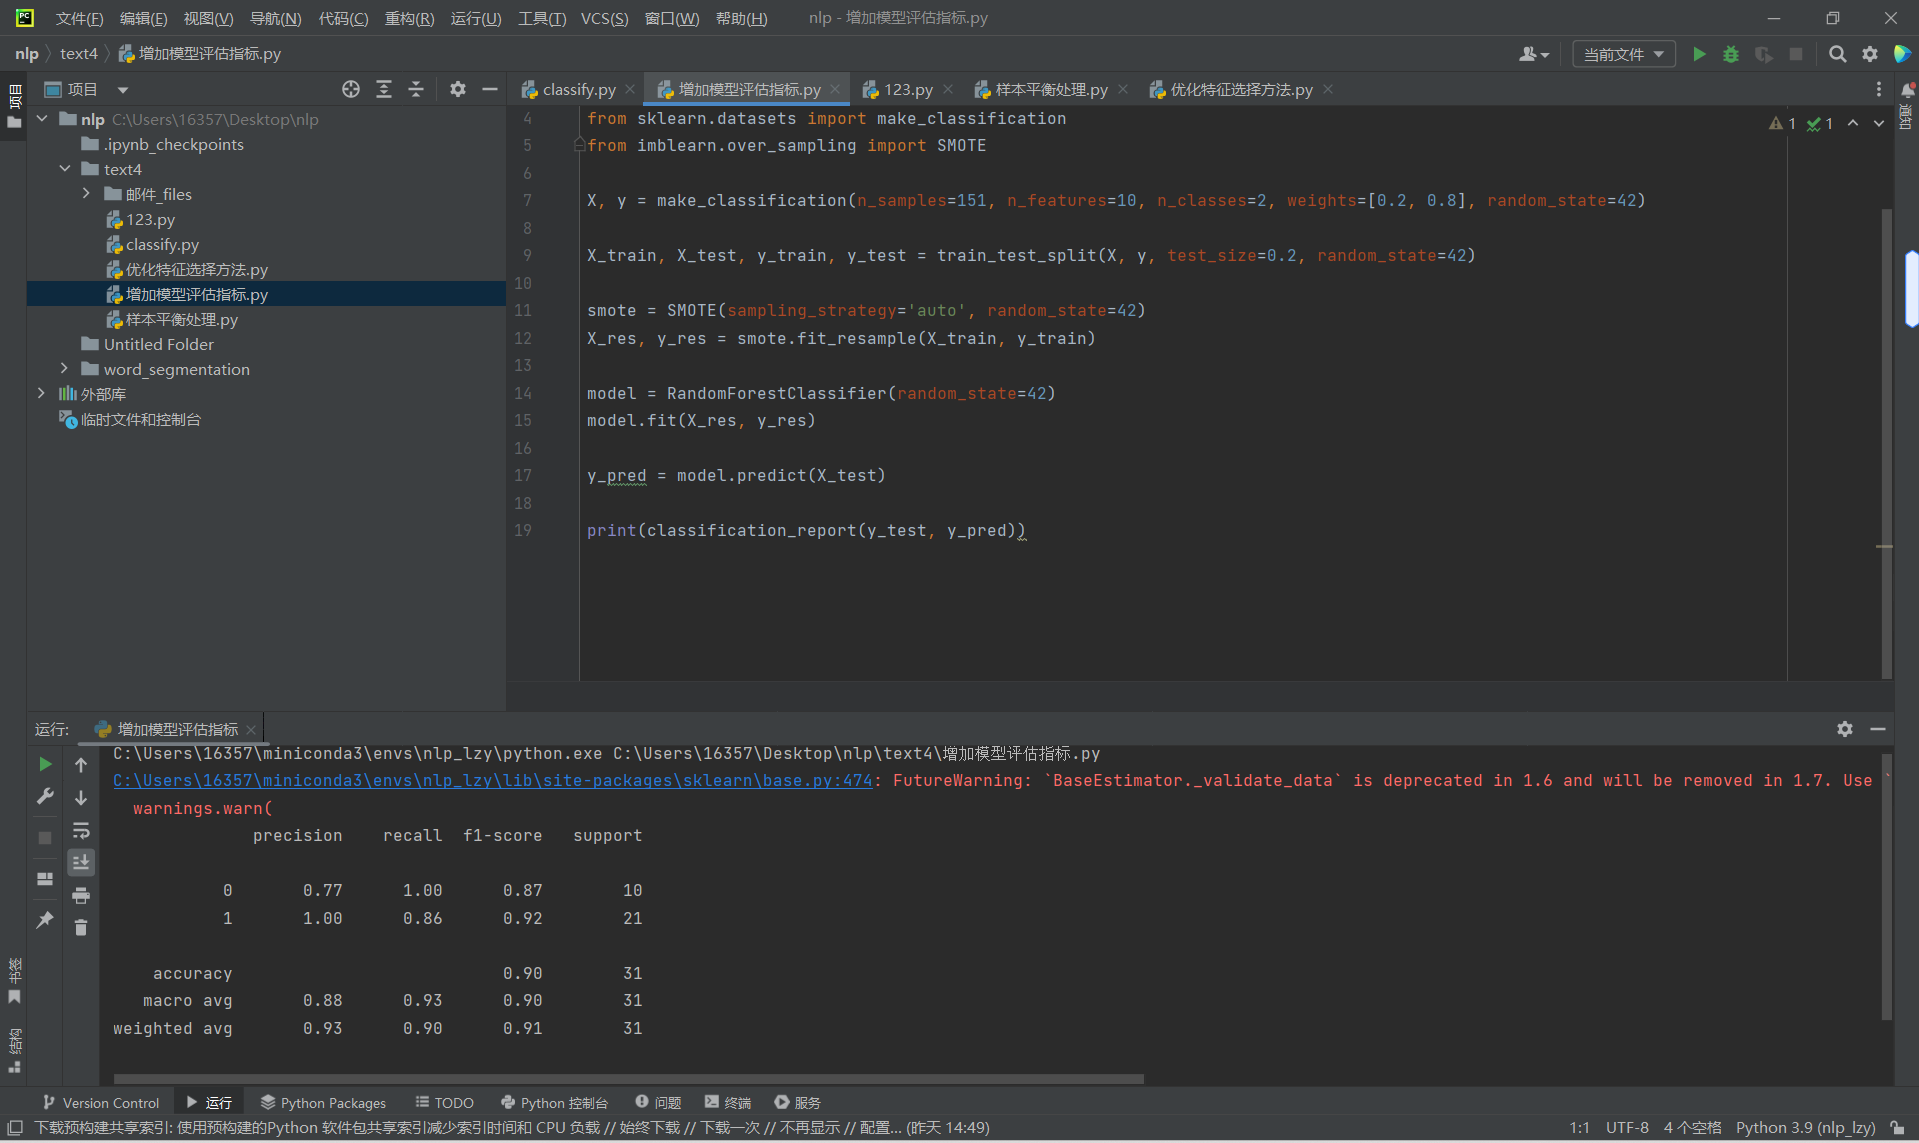 PC 文件(F) 编辑(E) 视图(V) 导航(N) 代码(C) 重构(R) 运行(U) 工具(T) VCS(S) 窗口(W) 帮助(H) nlp - 增加模型评估指标.py
nlp text4 增加模型评估指标.py 当前文件
项目
项目
classify.py 增加模型评估指标.py 123.py 样本平衡处理.py 优化特征选择方法.py
通知
nlp C:\Users\16357\Desktop\nlp
.ipynb_checkpoints
text4
邮件_files
123.py
classify.py
优化特征选择方法.py
增加模型评估指标.py
样本平衡处理.py
Untitled Folder
word_segmentation
外部库
临时文件和控制台
1 1
4 from sklearn.datasets import make_classification
5 from imblearn.over_sampling import SMOTE
6
7 X, y = make_classification(n_samples=151, n_features=10, n_classes=2, weights=[0.2, 0.8], random_state=42)
8
9 X_train, X_test, y_train, y_test = train_test_split(X, y, test_size=0.2, random_state=42)
10
11 smote = SMOTE(sampling_strategy='auto', random_state=42)
12 X_res, y_res = smote.fit_resample(X_train, y_train)
13
14 model = RandomForestClassifier(random_state=42)
15 model.fit(X_res, y_res)
16
17 y_pred = model.predict(X_test)
18
19 print(classification_report(y_test, y_pred))
运行: 增加模型评估指标
C:\Users\16357\miniconda3\envs\nlp_lzy\python.exe C:\Users\16357\Desktop\nlp\text4\增加模型评估指标.py
C:\Users\16357\miniconda3\envs\nlp_lzy\lib\site-packages\sklearn\base.py:474: FutureWarning: `BaseEstimator._validate_data` is deprecated in 1.6 and will be removed in 1.7. Use `
warnings.warn(
precision recall f1-score support
0 0.77 1.00 0.87 10
1 1.00 0.86 0.92 21
accuracy 0.90 31
macro avg 0.88 0.93 0.90 31
weighted avg 0.93 0.90 0.91 31
书签
结构
Version Control 运行 Python Packages TODO Python 控制台 问题 终端 服务
下载预构建共享索引: 使用预构建的Python 软件包共享索引减少索引时间和 CPU 负载 // 始终下载 // 下载一次 // 不再显示 // 配置... (昨天 14:49) 1:1 UTF-8 4 个空格 Python 3.9 (nlp_lzy)